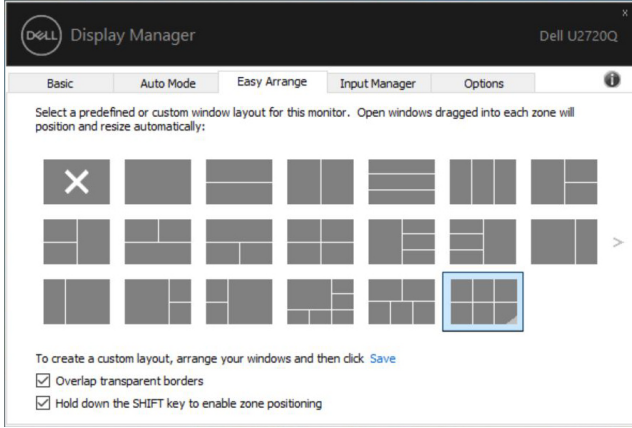 x
DELL Display Manager Dell U2720Q
Basic Auto Mode Easy Arrange Input Manager Options
Select a predefined or custom window layout for this monitor. Open windows dragged into each zone will
position and resize automatically:
>
To create a custom layout, arrange your windows and then click Save
Overlap transparent borders
Hold down the SHIFT key to enable zone positioning